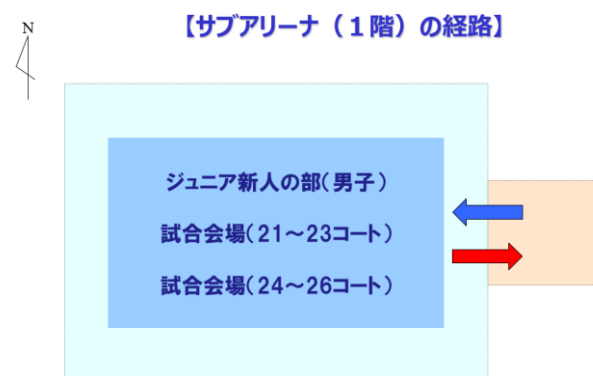 【サブアリーナ（１階）の経路】
N
ジュニア新人の部（男子）
試合会場（21～23コート）
試合会場（24～26コート）